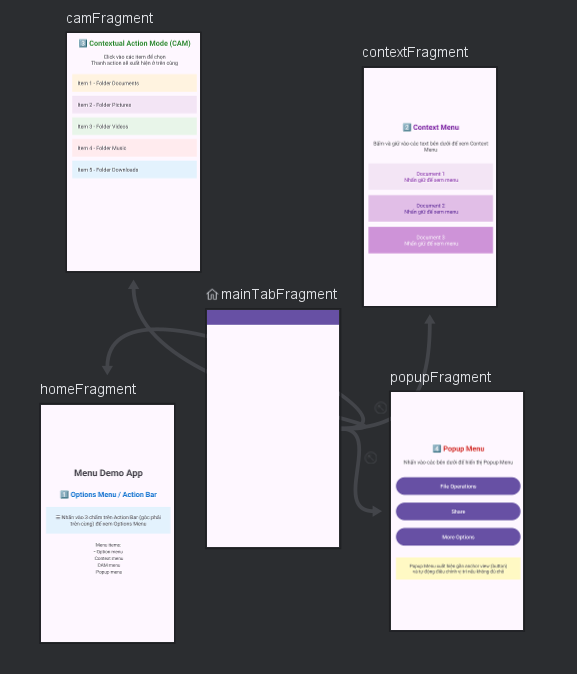 camFragment
3 Contextual Action Mode (CAM)
Click vào các item để chọn
Thanh action sẽ xuất hiện ở trên cùng
Item 1 - Folder Documents
Item 2 - Folder Pictures
Item 3 - Folder Videos
Item 4 - Folder Music
Item 5 - Folder Downloads
contextFragment
2 Context Menu
Bấm và giữ vào các text bên dưới để xem Context
Menu
Document 1
Nhấn giữ để xem menu
Document 2
Nhấn giữ để xem menu
Document 3
Nhấn giữ để xem menu
mainTabFragment
homeFragment
Menu Demo App
1 Options Menu / Action Bar
☰ Nhấn vào 3 chấm trên Action Bar (góc phải
trên cùng) để xem Options Menu
Menu items:
• Option menu
Context menu
CAM menu
Popup menu
popupFragment
4 Popup Menu
Nhấn vào các bên dưới để hiển thị Popup Menu
File Operations
Share
More Options
Popup Menu xuất hiện gần anchor view (button)
và tự động điều chỉnh vị trí nếu không đủ chỗ